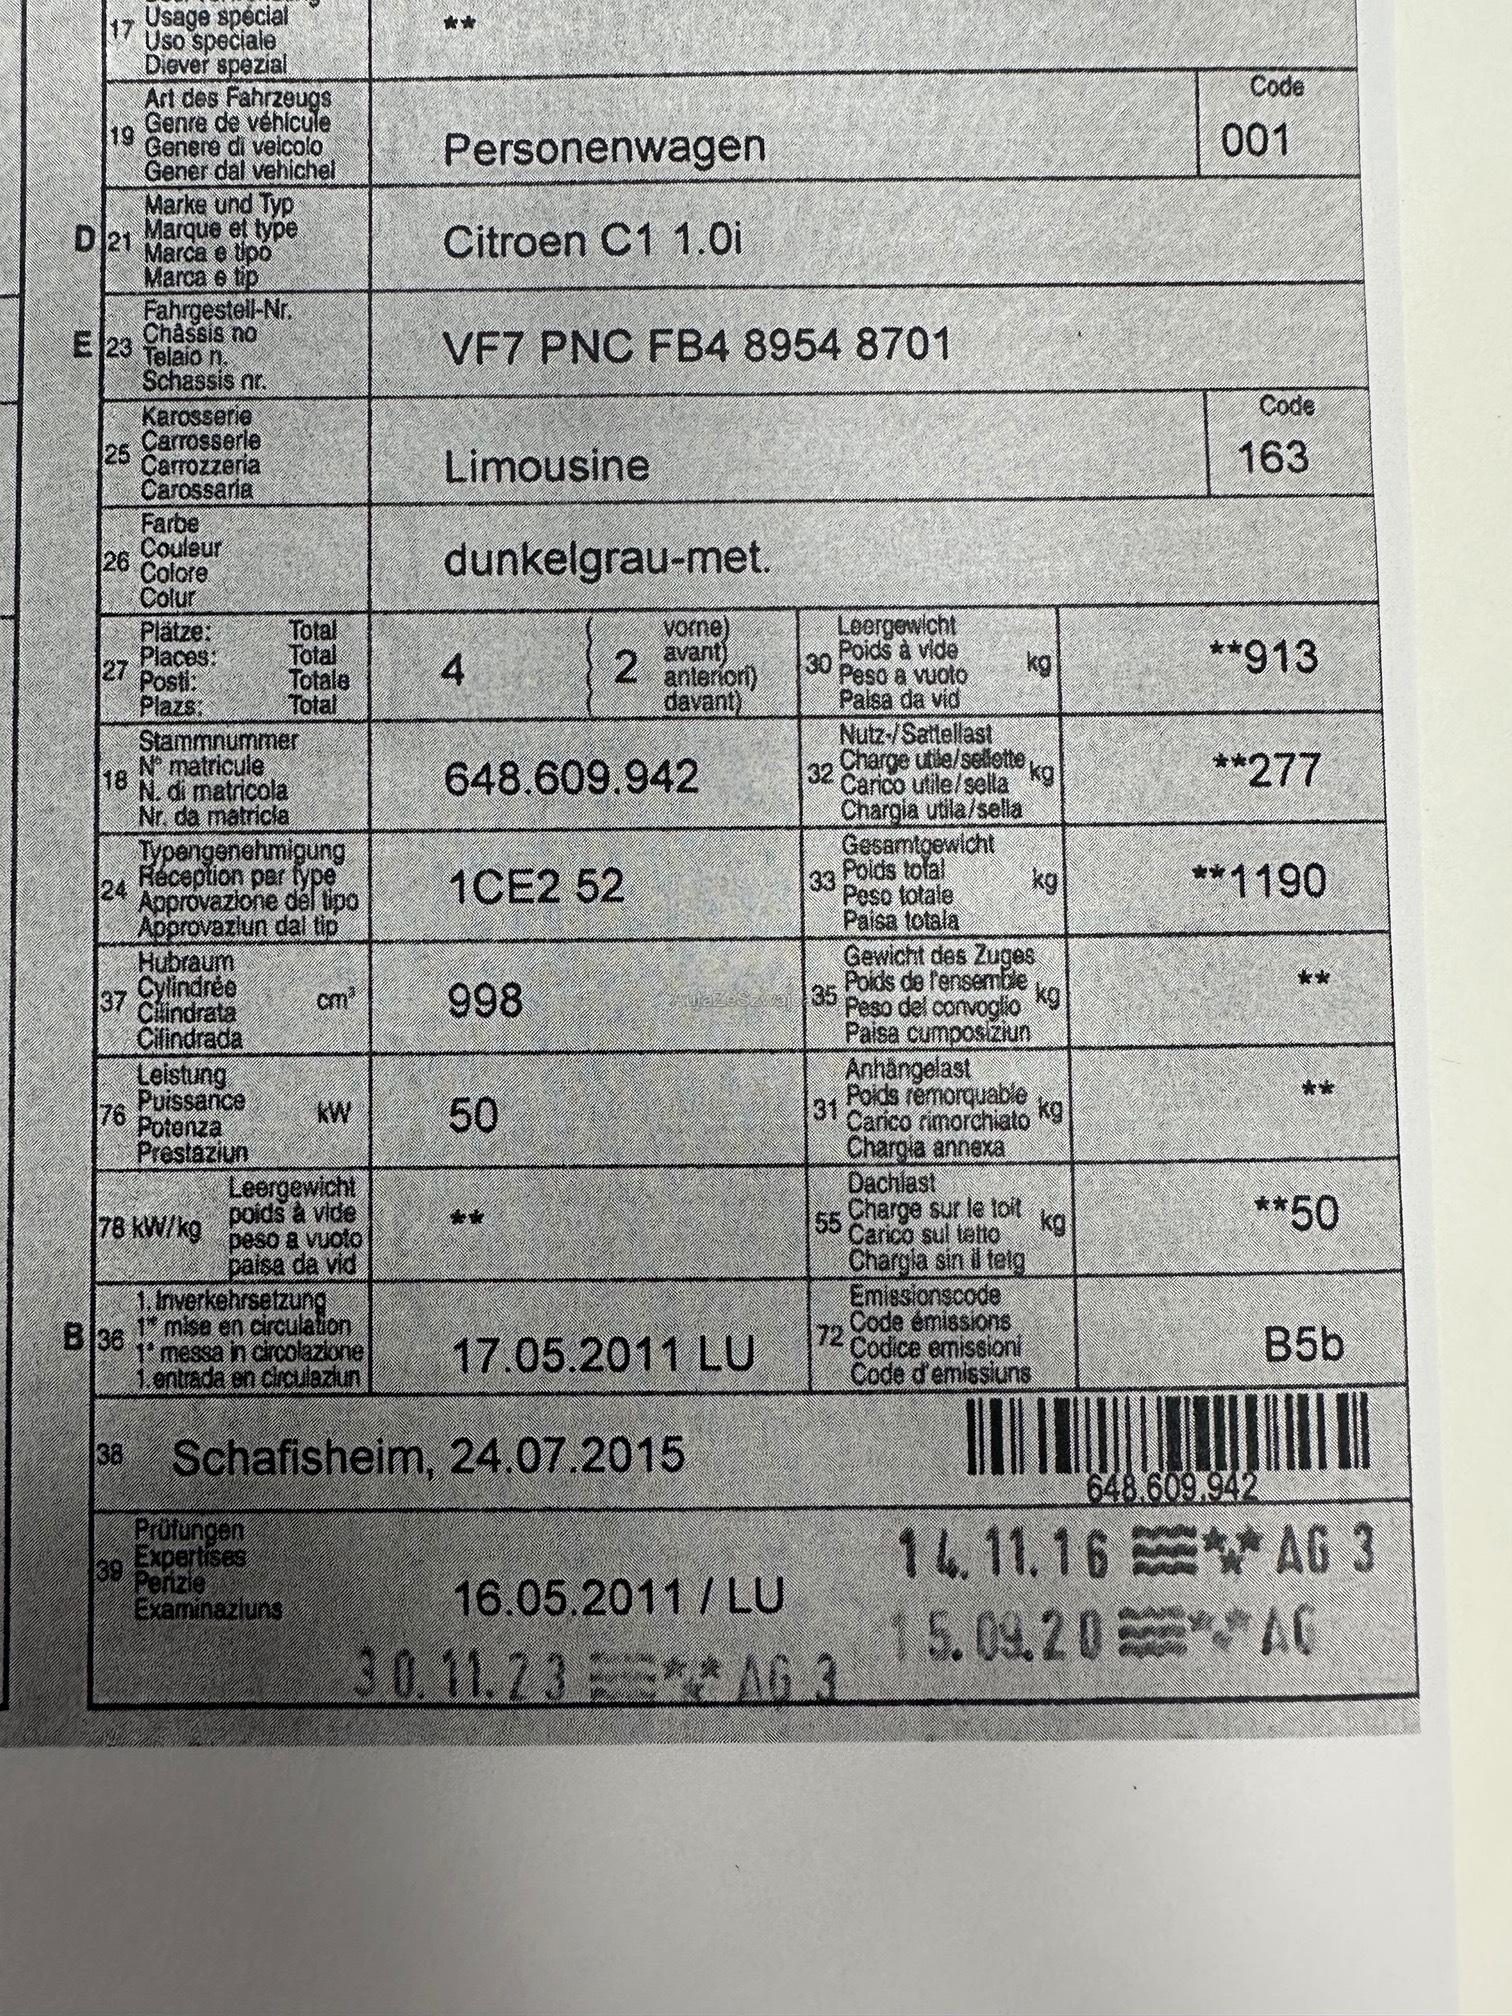 17 Usage spécial **
Uso speciale
Diever spezial
Art des Fahrzeugs Code
19 Genre de véhicule Personenwagen 001
Genere di veicolo
Gener dal vehichel
Marke und Typ
D 21 Marque et type Citroen C1 1.0i
Marca e tipo
Marca e tip
Fahrgestell-Nr.
E 23 Châssis no VF7 PNC FB4 8954 8701
Telaio n.
Schassis nr.
Karosserie Code
25 Carrosserie Limousine 163
Carrozzeria
Carossaria
Farbe
26 Couleur dunkelgrau-met.
Colore
Colur
Plätze: Total vorne) Leergewicht
27 Places: Total 4 2 avant) 30 Poids à vide kg **913
Posti: Totale anteriori) Peso a vuoto
Plazs: Total davant) Paisa da vid
Stammnummer Nutz-/Sattellast
18 N° matricule 648.609.942 32 Charge utile/sellette kg **277
N. di matricola Carico utile/sella
Nr. da matricla Chargia utila/sella
Typengenehmigung Gesamtgewicht
24 Réception par type 1CE2 52 33 Poids total kg **1190
Approvazione del tipo Peso totale
Approvaziun dal tip Paisa totala
Hubraum Gewicht des Zuges
37 Cylindrée cm³ 998 35 Poids de l'ensemble kg **
Cilindrata Peso del convoglio
Cilindrada Paisa cumposiziun
Leistung Anhängelast
76 Puissance kW 50 31 Poids remorquable kg **
Potenza Carico rimorchiato
Prestaziun Chargia annexa
Leergewicht Dachlast
78 kW/kg poids à vide ** 55 Charge sur le toit kg **50
peso a vuoto Carico sul tetto
paisa da vid Chargia sin il tetg
1. Inverkehrsetzung Emissionscode
B 36 1re mise en circulation 17.05.2011 LU 72 Code émissions B5b
1a messa in circolazione Codice emissioni
1. entrada en circulaziun Code d'emissiuns
38 Schafisheim, 24.07.2015
648.609.942
Prüfungen 14.11.16 AG 3
39 Expertises
Perizie 16.05.2011 / LU
Examinaziuns 15.09.20 AG
30.11.23 AG 3